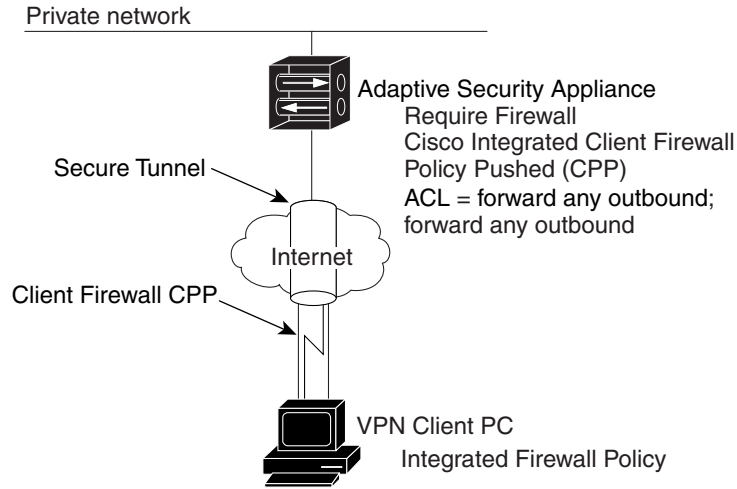 Private network
Adaptive Security Appliance
Require Firewall
Cisco Integrated Client Firewall
Policy Pushed (CPP)
ACL = forward any outbound;
forward any outbound
Secure Tunnel
Internet
Client Firewall CPP
VPN Client PC
Integrated Firewall Policy